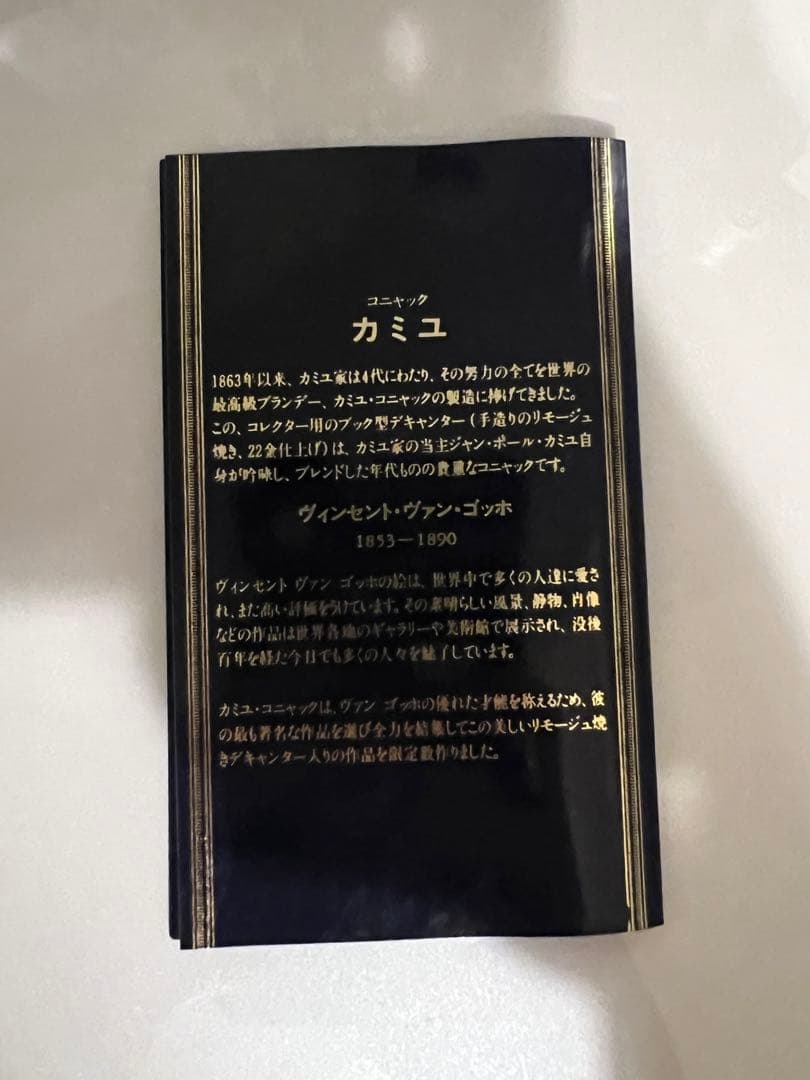 コニャック
カミユ
1863年以来、カミユ家は4代にわたり、その努力の全てを世界の
最高級ブランデー、カミユ・コニャックの製造に捧げてきました。
この、コレクター用のブック型デキャンター（手造りのリモージュ
焼き、22金仕上げ）は、カミユ家の当主ジャン・ポール・カミユ自
身が吟味し、ブレンドした年代ものの貴重なコニャックです。
ヴィンセント・ヴァン・ゴッホ
1853—1890
ヴィンセント ヴァン ゴッホの絵は、世界中で多くの人達に愛さ
れ、また高い評価をうけています。その素晴らしい風景、静物、肖像
などの作品は世界各地のギャラリーや美術館で展示され、没後
百年を経た今日でも多くの人々を魅了しています。
カミユ・コニャックは、ヴァン ゴッホの優れた才能を称えるため、彼
の最も著名な作品を選び全力を結集してこの美しいリモージュ焼
きデキャンター入りの作品を限定数作りました。